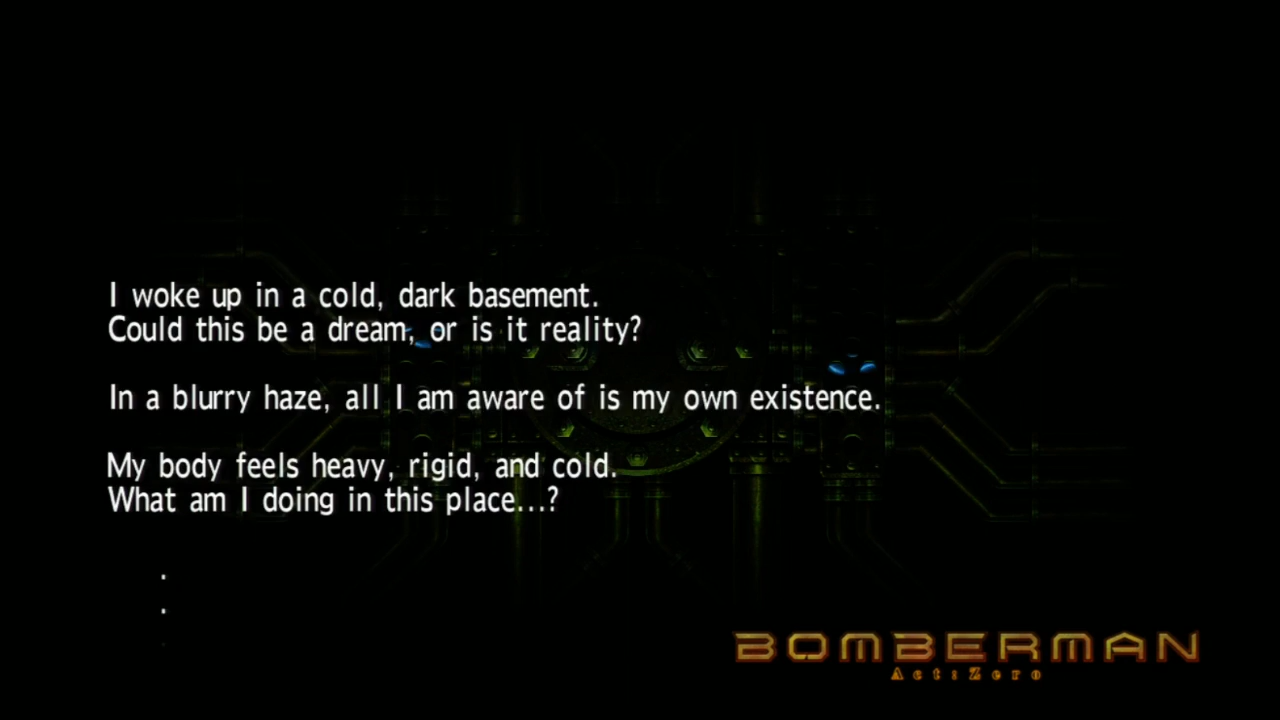 I woke up in a cold, dark basement.
Could this be a dream, or is it reality?
In a blurry haze, all I am aware of is my own existence.
My body feels heavy, rigid, and cold.
What am I doing in this place...?
.
.
.
BOMBERMAN
Act:Zero